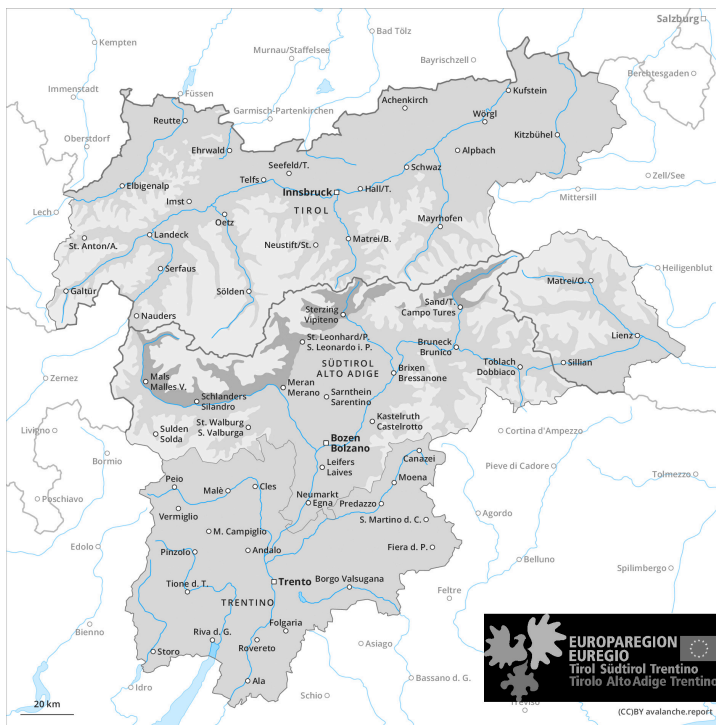 Salzburg
Kempten
Bad Tölz
Murnau/Staffelsee
Bayrischzell
Berchtesgaden
Immenstadt
Füssen
Kufstein
Achenkirch
Garmisch-Partenkirchen
Reutte
Wörgl
Kitzbühel
Oberstdorf
Ehrwald
Alpbach
Seefeld/T.
Schwaz
Zell/See
Telfs
Elbigenalp
Innsbruck
Hall/T.
Mittersill
Imst
TIROL
Lech
Oetz
Mayrhofen
Landeck
Matrei/B.
St. Anton/A.
Neustift/St.
Serfaus
Heiligenblut
Galtür
Sölden
Matrei/O.
Sand/T.
Campo Tures
Nauders
Sterzing
Vipiteno
Lienz
St. Leonhard/P.
S. Leonardo i. P.
Bruneck
Brunico
SÜDTIROL
ALTO ADIGE
Toblach
Dobbiaco
Sillian
Brixen
Bressanone
Zernez
Mals
Malles V.
Meran
Merano
Sarnthein
Sarentino
Schlanders
Silandro
St. Walburg
S. Valburga
Kastelruth
Castelrotto
Livigno
Sulden
Solda
Cortina d'Ampezzo
Bozen
Bolzano
Bormio
Canazei
Pieve di Cadore
Leifers
Laives
Tolmezzo
Peio
Malè
Cles
Moena
Poschiavo
Neumarkt
Egna
Predazzo
Vermiglio
Agordo
S. Martino d. C.
M. Campiglio
Edolo
Pinzolo
Andalo
Fiera d. P.
Belluno
Spilimbergo
Tione d. T.
Trento
Borgo Valsugana
Feltre
TRENTINO
Folgaria
Bienno
Riva d. G.
Rovereto
Asiago
Storo
Bassano d. G.
Idro
Ala
Schio
Treviso
EUROPAREGION
EUREGIO
Tirol Südtirol Trentino
Tirolo Alto Adige Trentino
20 km
(CC)BY avalanche.report